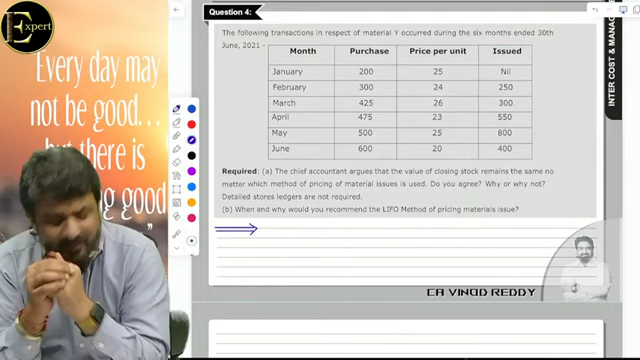 Expert
Every day may
not be good...
but there is
good
"
Question 4:
The following transactions in respect of material Y occurred during the six months ended 30th
June, 2021 -
Month Purchase Price per unit Issued
January 200 25 Nil
February 300 24 250
March 425 26 300
April 475 23 550
May 500 25 800
June 600 20 400
Required: (a) The chief accountant argues that the value of closing stock remains the same no
matter which method of pricing of material issues is used. Do you agree? Why or why not?
Detailed stores ledgers are not required.
(b) When and why would you recommend the LIFO Method of pricing materials issue?
CA VINOD REDDY
INTER COST &